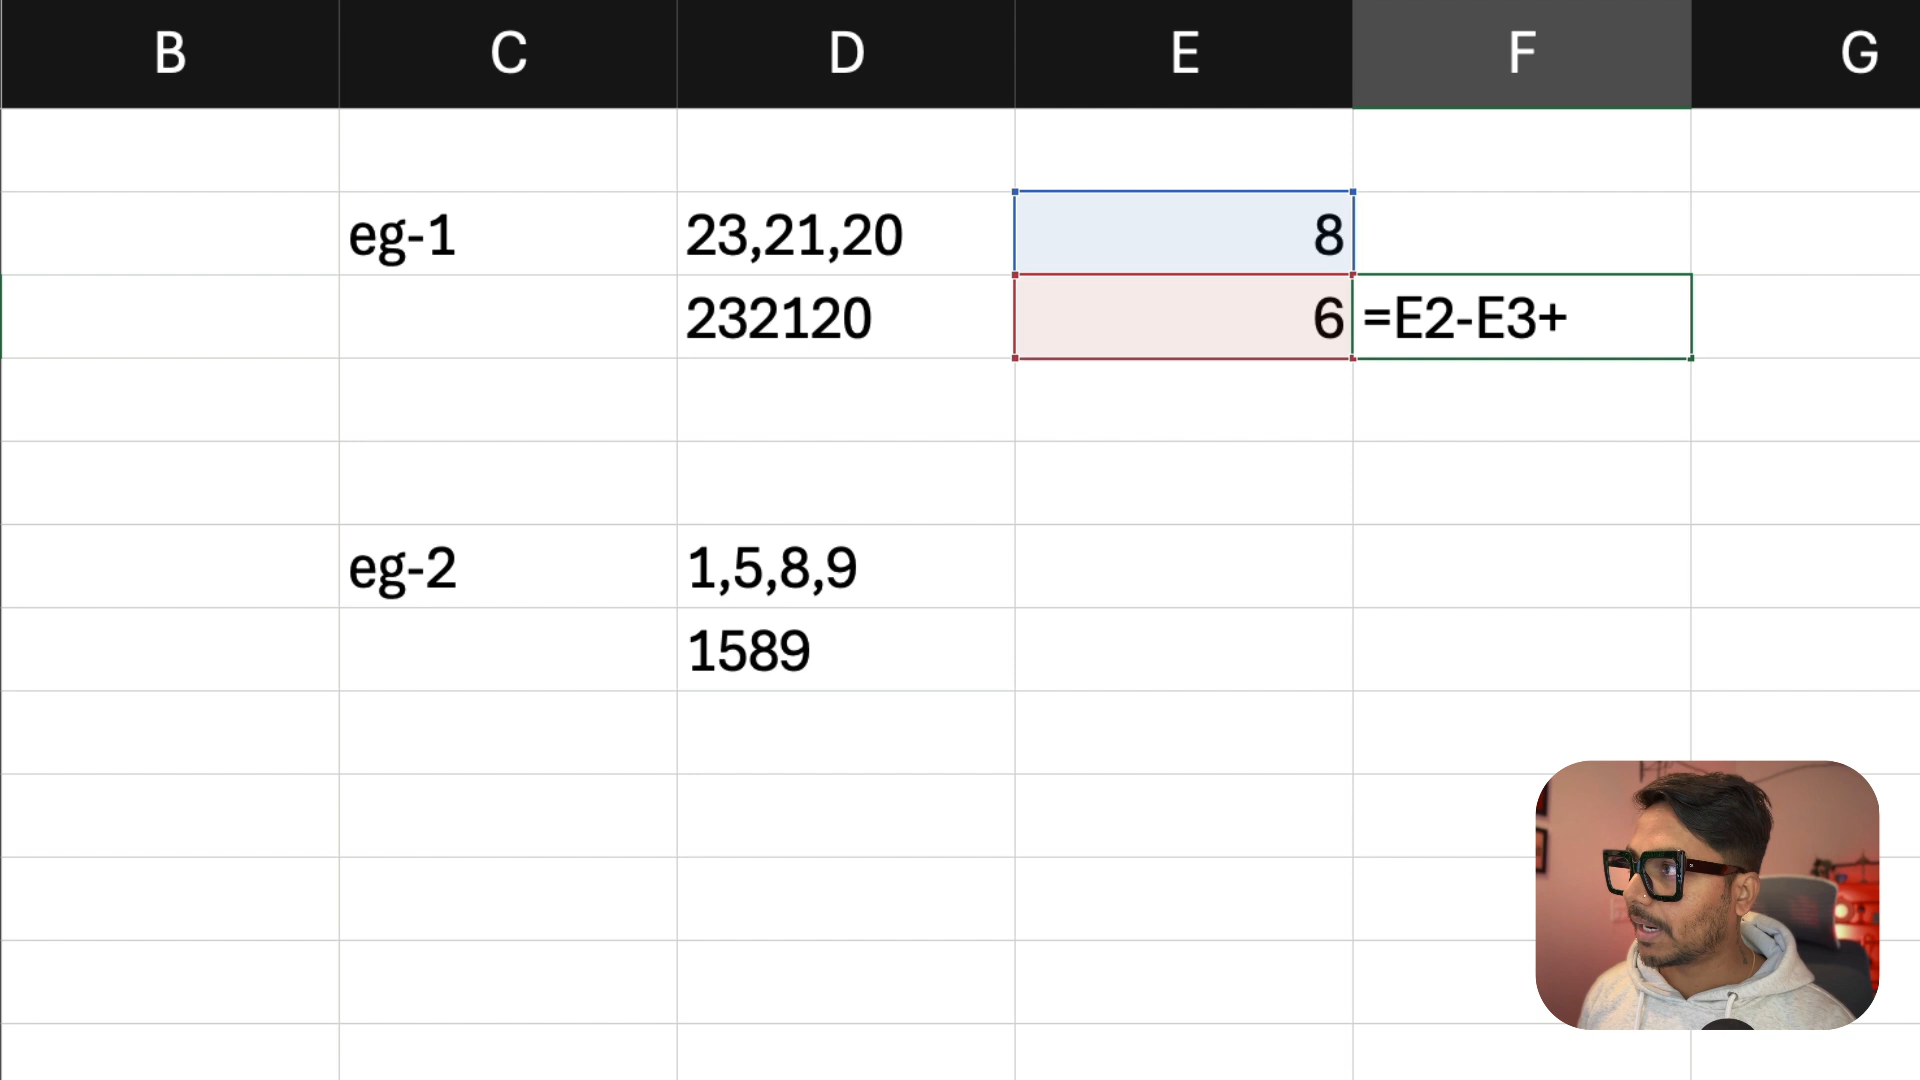 B C D E F G
eg-1 23,21,20 8
232120 6 =E2-E3+
eg-2 1,5,8,9
1589